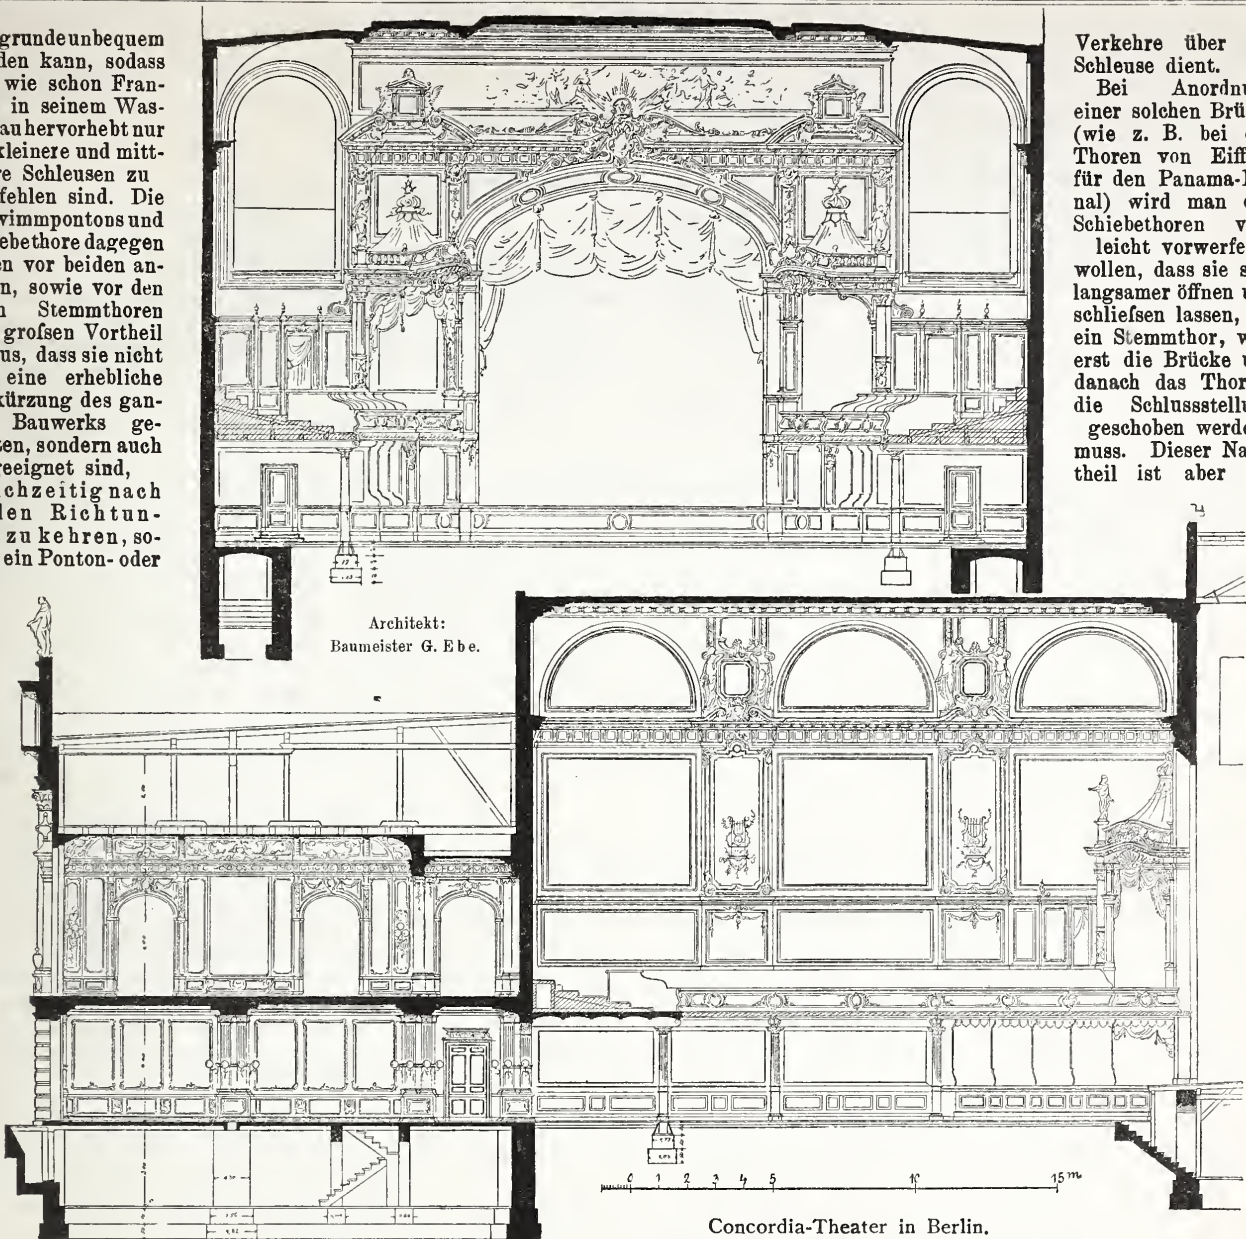 grunde unbequem
den kann, sodass
wie schon Fran-
in seinem Was-
au hervorhebt nur
kleinere und mitt-
re Schleusen zu
fehlen sind. Die
wimmpontons und
ebethore dagegen
en vor beiden an-
n, sowie vor den
n Stemmthoren
grofsen Vortheil
us, dass sie nicht
eine erhebliche
kürzung des gan-
Bauwerks ge-
ten, sondern auch
geeignet sind,
chzeitig nach
den Richtun-
zu kehren, so-
ein Ponton- oder
Verkehre über
Schleuse dient.
Bei Anordnu
einer solchen Brü
(wie z. B. bei
Thoren von Eiff
für den Panama-
nal) wird man
Schiebethoren v
leicht vorwerfe
wollen, dass sie s
langsamer öffnen u
schliefsen lassen,
ein Stemmthor, w
erst die Brücke u
danach das Thor
die Schlussstellu
geschoben werde
muss. Dieser Na
theil ist aber
Architekt:
Baumeister G. Ebe.
0 1 2 3 4 5 10 15 m
Concordia-Theater in Berlin.